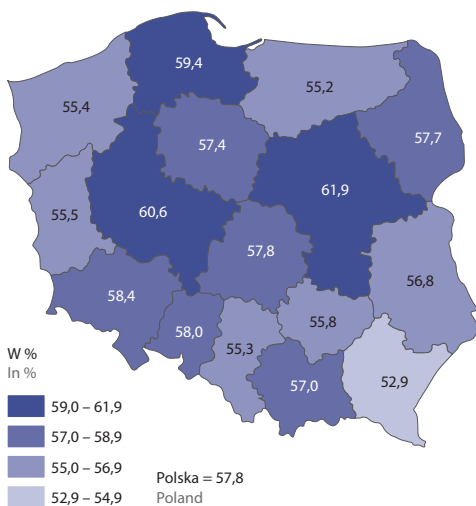 59,4
55,2
55,4
57,4
57,7
61,9
55,5
60,6
57,8
56,8
58,4
58,0
55,8
55,3
57,0
52,9
W %
In %
59,0 – 61,9
57,0 – 58,9
55,0 – 56,9
52,9 – 54,9
Polska = 57,8
Poland